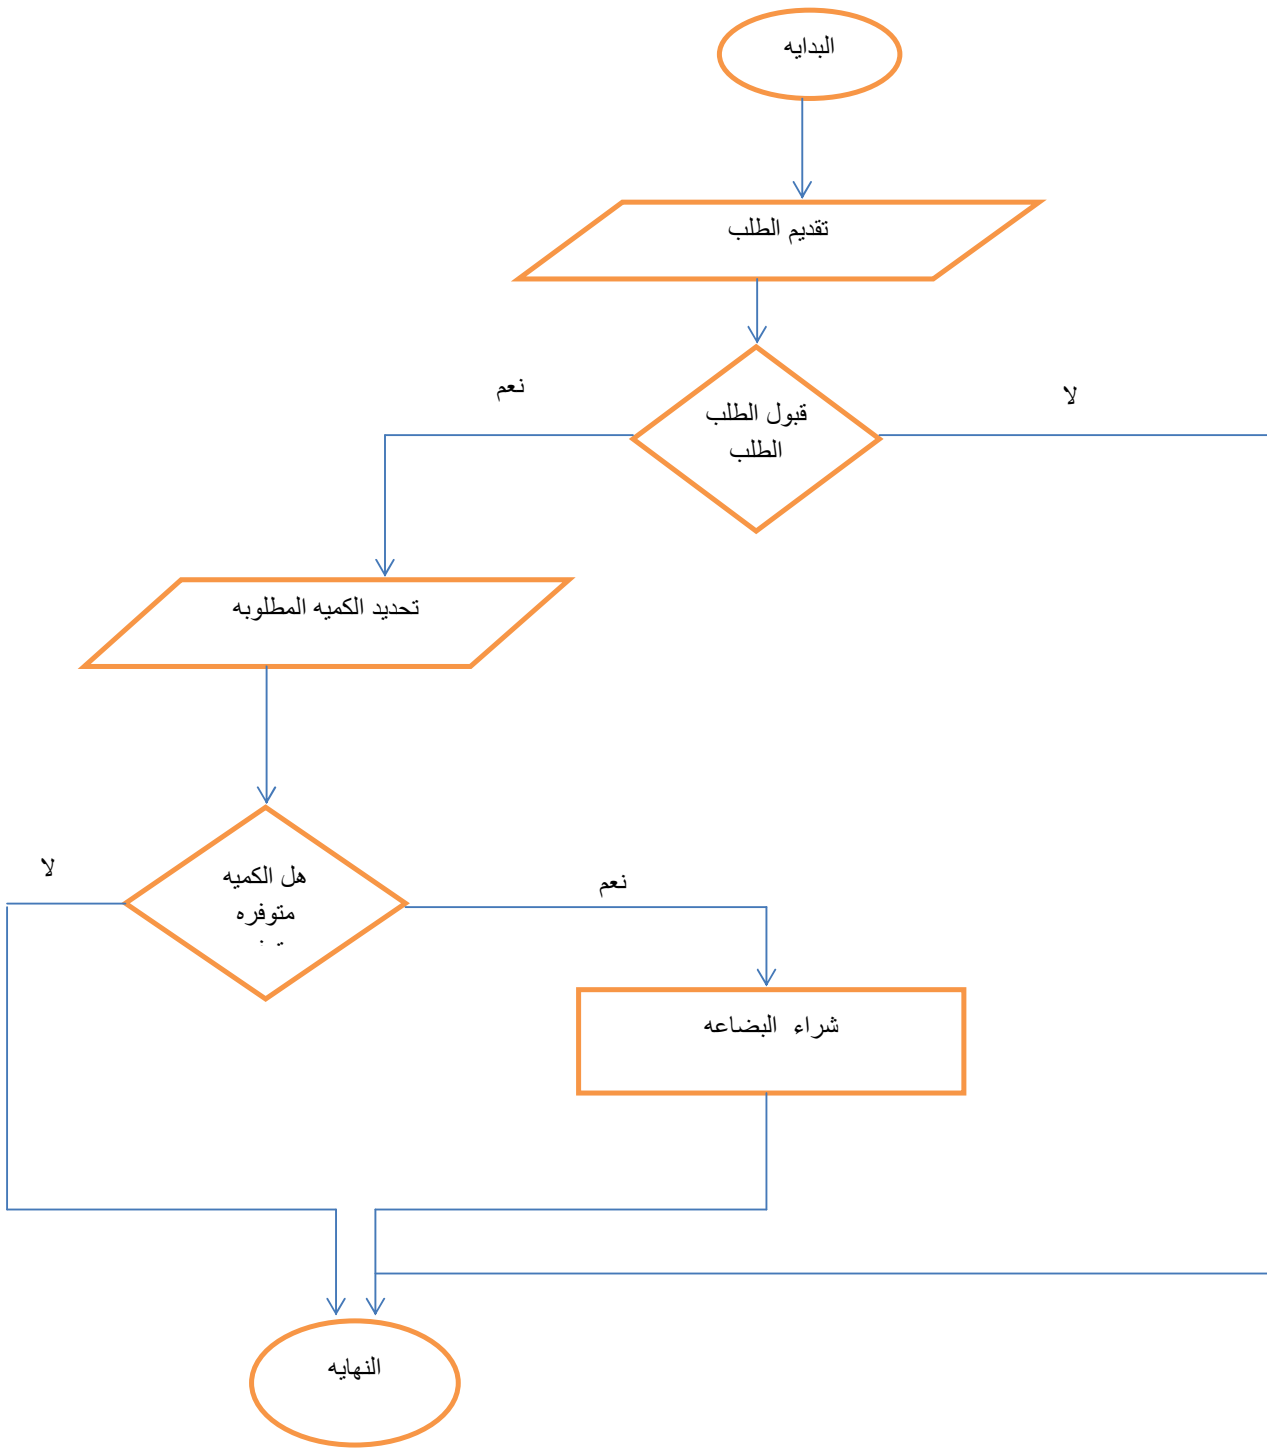 البدايه
تقديم الطلب
نعم
لا
قبول الطلب
الطلب
تحديد الكميه المطلوبه
لا
هل الكميه
متوفره
نعم
شراء البضاعه
النهايه